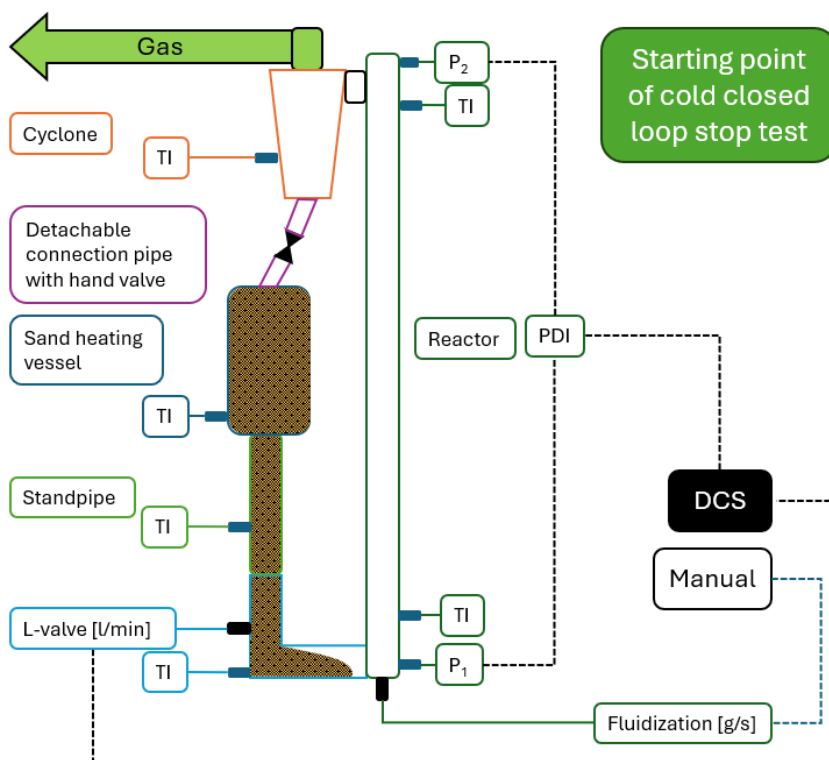 Gas
Starting point
of cold closed
loop stop test
P₂
TI
Cyclone
TI
Detachable
connection pipe
with hand valve
Sand heating
vessel
Reactor
PDI
TI
Standpipe
TI
DCS
Manual
L-valve [l/min]
TI
TI
P₁
Fluidization [g/s]